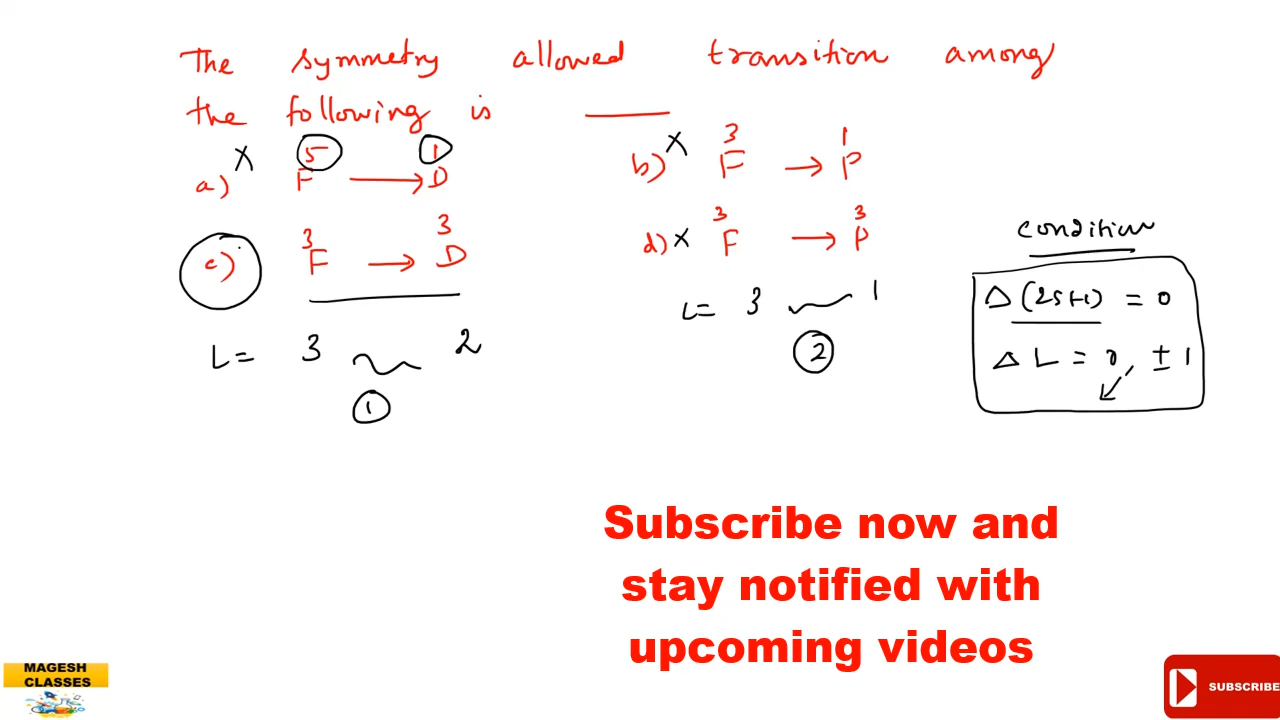 The symmetry allowed transition among
the following is ______
a) X ⁵F → ¹D
b) X ³F → ¹P
c) ³F → ³D
d) X ³F → ³P
L = 3 2
1
L = 3 1
2
condition
Δ (2S+1) = 0
Δ L = 0, ± 1
Subscribe now and
stay notified with
upcoming videos
MAGESH
CLASSES
SUBSCRIBE